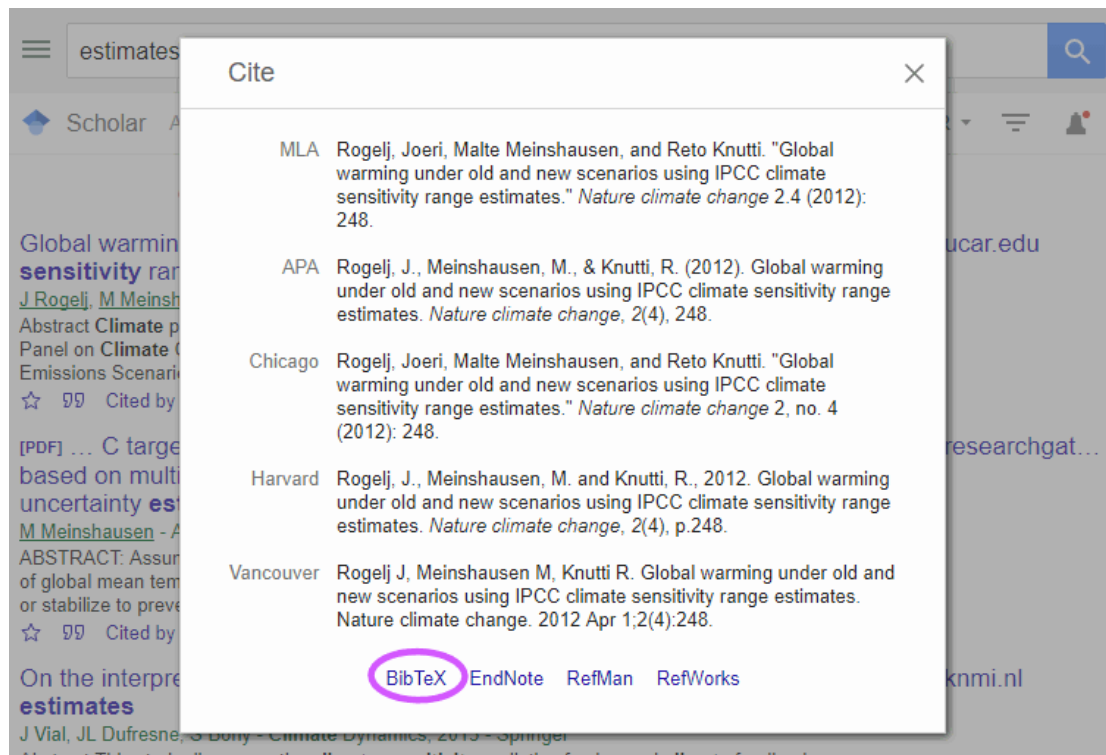 estimates
Cite
Scholar
MLA Rogelj, Joeri, Malte Meinshausen, and Reto Knutti. "Global
warming under old and new scenarios using IPCC climate
sensitivity range estimates." Nature climate change 2.4 (2012):
248.
APA Rogelj, J., Meinshausen, M., & Knutti, R. (2012). Global warming
under old and new scenarios using IPCC climate sensitivity range
estimates. Nature climate change, 2(4), 248.
Chicago Rogelj, Joeri, Malte Meinshausen, and Reto Knutti. "Global
warming under old and new scenarios using IPCC climate
sensitivity range estimates." Nature climate change 2, no. 4
(2012): 248.
Harvard Rogelj, J., Meinshausen, M. and Knutti, R., 2012. Global warming
under old and new scenarios using IPCC climate sensitivity range
estimates. Nature climate change, 2(4), p.248.
Vancouver Rogelj J, Meinshausen M, Knutti R. Global warming under old and
new scenarios using IPCC climate sensitivity range estimates.
Nature climate change. 2012 Apr 1;2(4):248.
BibTeX EndNote RefMan RefWorks
Global warmin
sensitivity ran
J Rogelj, M Meinsh
Abstract Climate p
Panel on Climate
Emissions Scenari
Cited by
ucar.edu
[PDF] … C targe
based on multi
uncertainty est
M Meinshausen - A
ABSTRACT: Assum
of global mean tem
or stabilize to preve
Cited by
researchgat…
On the interpre
estimates
J Vial, JL Dufresne, S Bony - Climate Dynamics, 2013 - Springer
knmi.nl